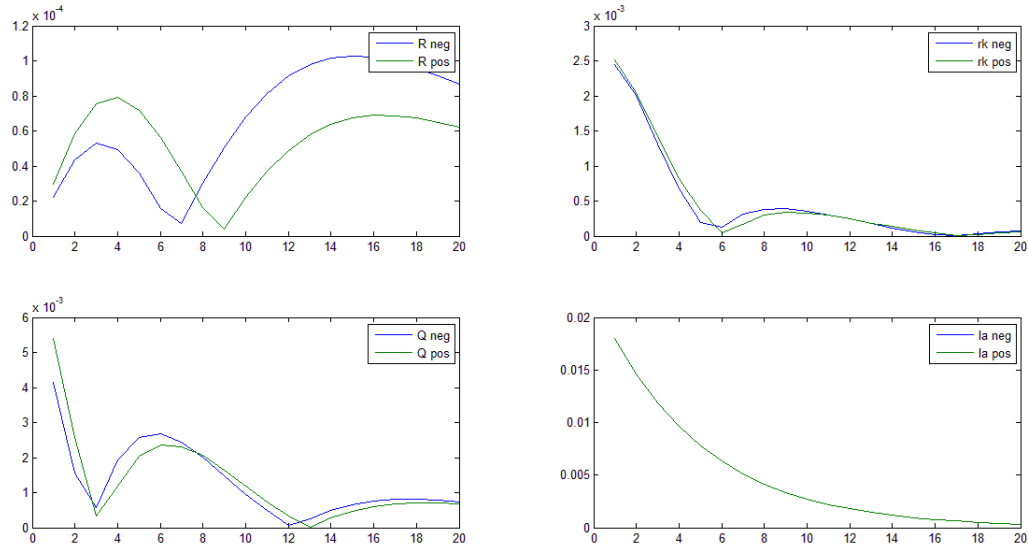 x 10-4
1.2
1
0.8
0.6
0.4
0.2
0
0 2 4 6 8 10 12 14 16 18 20
R neg
R pos
x 10-3
3
2.5
2
1.5
1
0.5
0
0 2 4 6 8 10 12 14 16 18 20
rk neg
rk pos
x 10-3
6
5
4
3
2
1
0
0 2 4 6 8 10 12 14 16 18 20
Q neg
Q pos
0.02
0.015
0.01
0.005
0
0 2 4 6 8 10 12 14 16 18 20
la neg
la pos